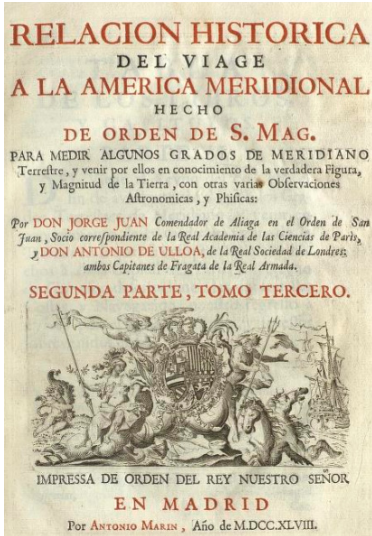 RELACION HISTORICA
DEL VIAGE
A LA AMERICA MERIDIONAL
HECHO
DE ORDEN DE S. MAG.
PARA MEDIR ALGUNOS GRADOS DE MERIDIANO
Terrestre, y venir por ellos en conocimiento de la verdadera Figura,
y Magnitud de la Tierra, con otras varias Observaciones
Astronomicas, y Phisicas:
Por DON JORGE JUAN Comendador de Aliaga en el Orden de San
Juan, Socio correspondiente de la Real Academia de las Ciencias de Paris,
y DON ANTONIO DE ULLOA, de la Real Sociedad de Londres:
ambos Capitanes de Fragata de la Real Armada.
SEGUNDA PARTE, TOMO TERCERO.
IMPRESSA DE ORDEN DEL REY NUESTRO SEÑOR
EN MADRID
Por ANTONIO MARIN, Año de M.DCC.XLVIII.